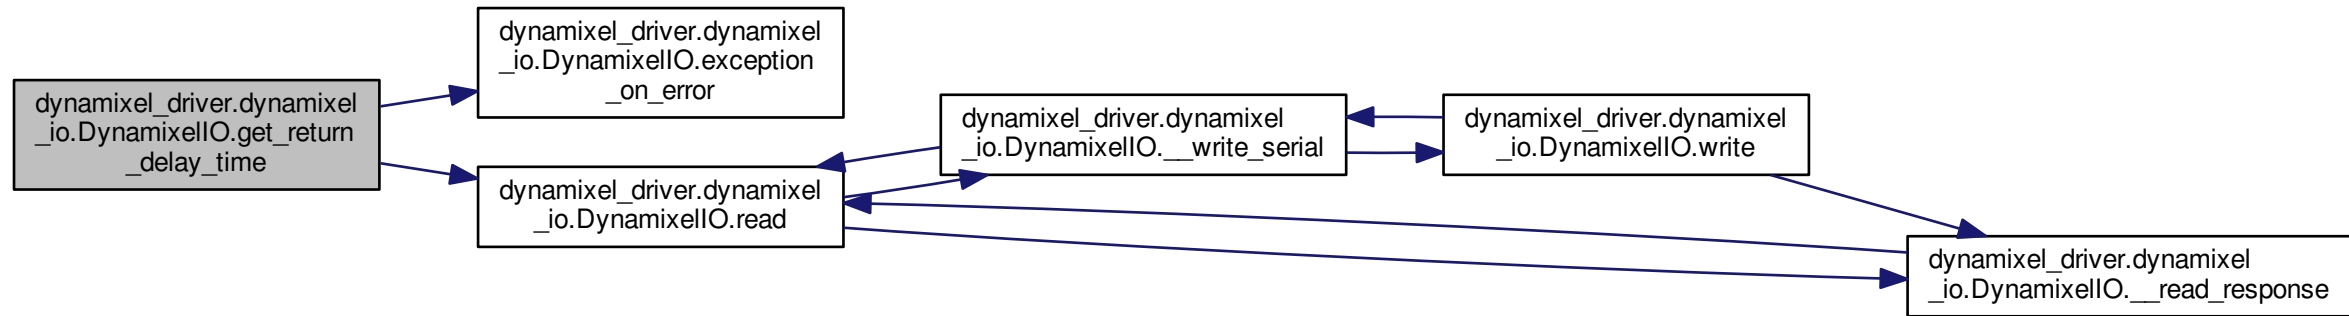 dynamixel_driver.dynamixel
_io.DynamixelIO.get_return
_delay_time
dynamixel_driver.dynamixel
_io.DynamixelIO.exception
_on_error
dynamixel_driver.dynamixel
_io.DynamixelIO.read
dynamixel_driver.dynamixel
_io.DynamixelIO.__write_serial
dynamixel_driver.dynamixel
_io.DynamixelIO.write
dynamixel_driver.dynamixel
_io.DynamixelIO.__read_response